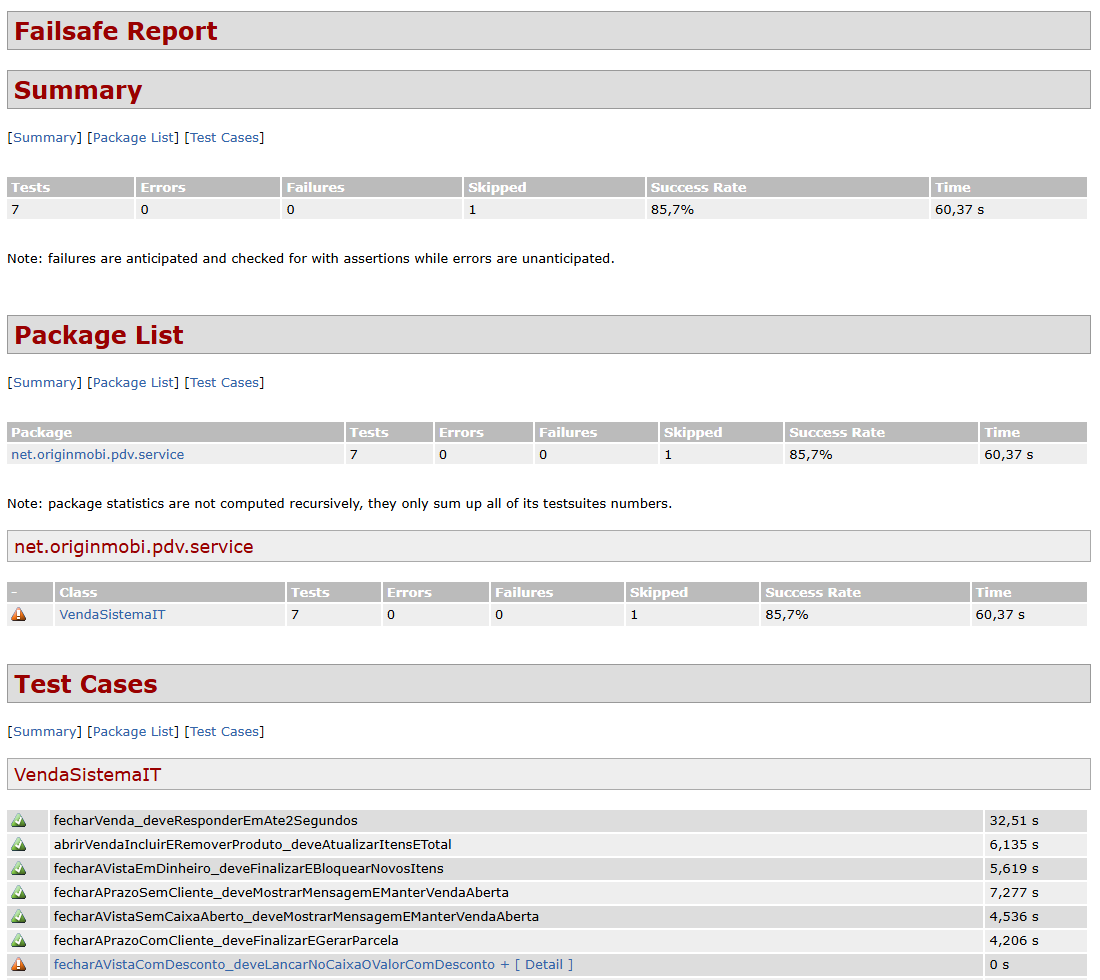 Failsafe Report
Summary
[Summary] [Package List] [Test Cases]
Tests Errors Failures Skipped Success Rate Time
7 0 0 1 85,7% 60,37 s
Note: failures are anticipated and checked for with assertions while errors are unanticipated.
Package List
[Summary] [Package List] [Test Cases]
Package Tests Errors Failures Skipped Success Rate Time
net.originmobi.pdv.service 7 0 0 1 85,7% 60,37 s
Note: package statistics are not computed recursively, they only sum up all of its testsuites numbers.
net.originmobi.pdv.service
- Class Tests Errors Failures Skipped Success Rate Time
VendaSistemaIT 7 0 0 1 85,7% 60,37 s
Test Cases
[Summary] [Package List] [Test Cases]
VendaSistemaIT
fecharVenda_deveResponderEmAte2Segundos 32,51 s
abrirVendaIncluirERemoverProduto_deveAtualizarItensETotal 6,135 s
fecharAVistaEmDinheiro_deveFinalizarEBloquearNovosItens 5,619 s
fecharAPrazoSemCliente_deveMostrarMensagemEManterVendaAberta 7,277 s
fecharAVistaSemCaixaAberto_deveMostrarMensagemEManterVendaAberta 4,536 s
fecharAPrazoComCliente_deveFinalizarEGerarParcela 4,206 s
fecharAVistaComDesconto_deveLancarNoCaixaOValorComDesconto + [ Detail ] 0 s